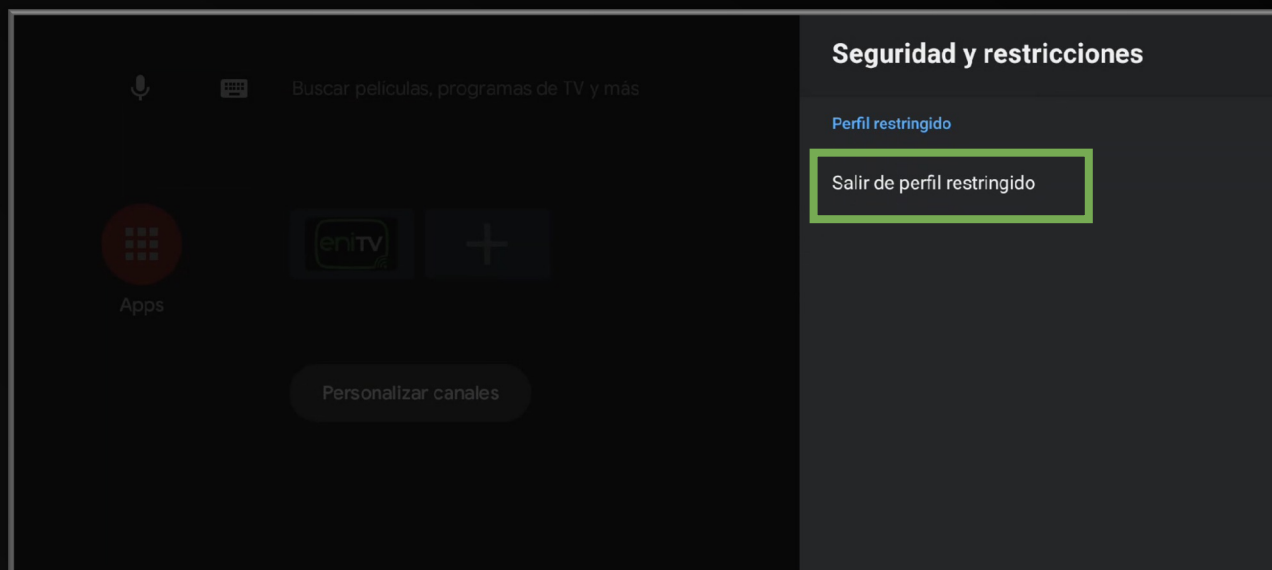 Seguridad y restricciones
Buscar películas, programas de TV y más
Perfil restringido
Salir de perfil restringido
eniTV
Apps
Personalizar canales